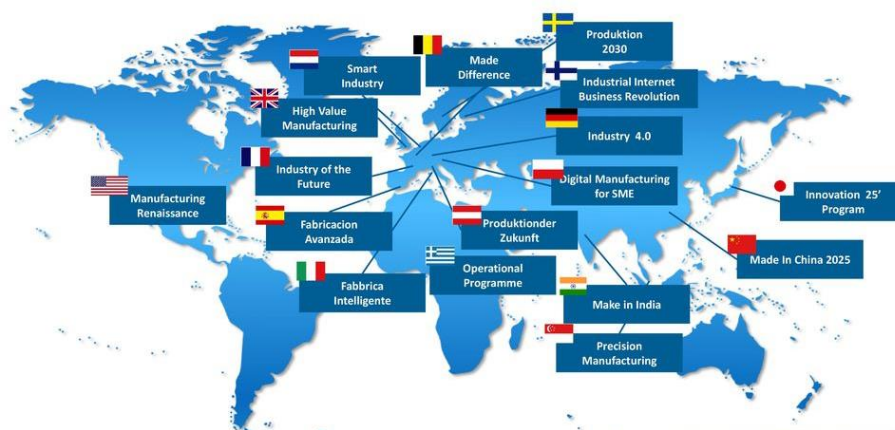 Produktion
2030
Smart
Industry
Made
Difference
Industrial Internet
Business Revolution
High Value
Manufacturing
Industry 4.0
Industry of the
Future
Digital Manufacturing
for SME
Manufacturing
Renaissance
Innovation 25’
Program
Fabricacion
Avanzada
Produktionder
Zukunft
Made In China 2025
Fabbrica
Intelligente
Operational
Programme
Make in India
Precision
Manufacturing